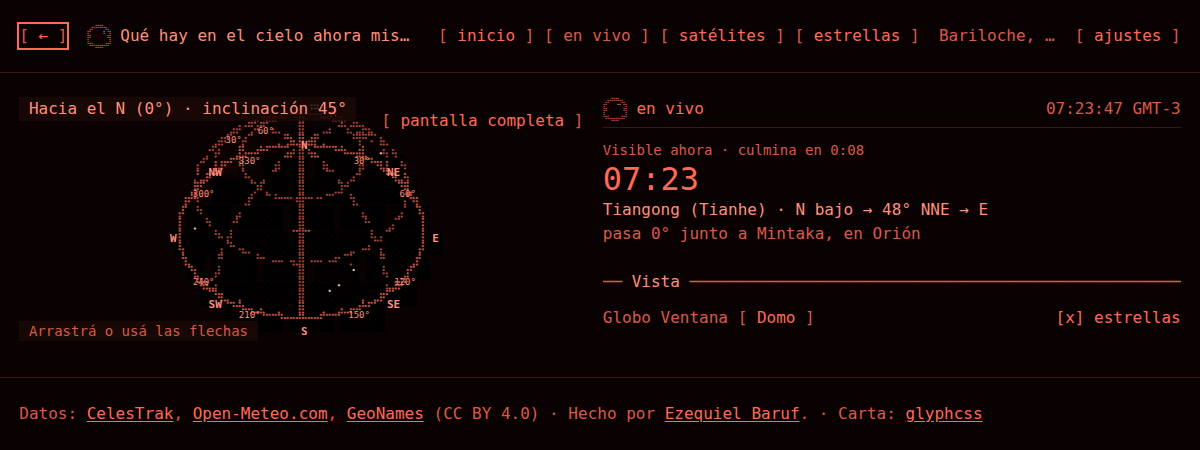 [ ← ] Qué hay en el cielo ahora mis… [ inicio ] [ en vivo ] [ satélites ] [ estrellas ] Bariloche, … [ ajustes ]
Hacia el N (0°) · inclinación 45°
[ pantalla completa ]
60°
30°
N
330°
30°
NW
NE
300°
60°
W
E
240°
120°
SW
SE
210°
150°
S
Arrastrá o usá las flechas
en vivo 07:23:47 GMT-3
Visible ahora · culmina en 0:08
07:23
Tiangong (Tianhe) · N bajo → 48° NNE → E
pasa 0° junto a Mintaka, en Orión
Vista
Globo Ventana [ Domo ] [x] estrellas
Datos: CelesTrak, Open-Meteo.com, GeoNames (CC BY 4.0) · Hecho por Ezequiel Baruf. · Carta: glyphcss